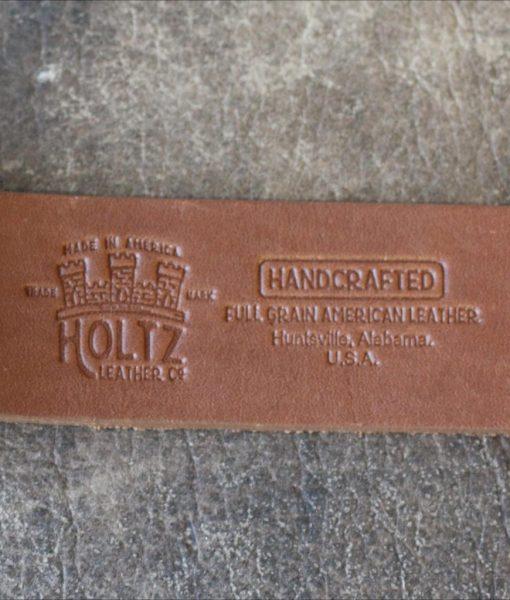 MADE IN AMERICA
TRADE MARK
HOLTZ
LEATHER Co
HANDCRAFTED
FULL GRAIN AMERICAN LEATHER
Huntsville, Alabama.
U.S.A.